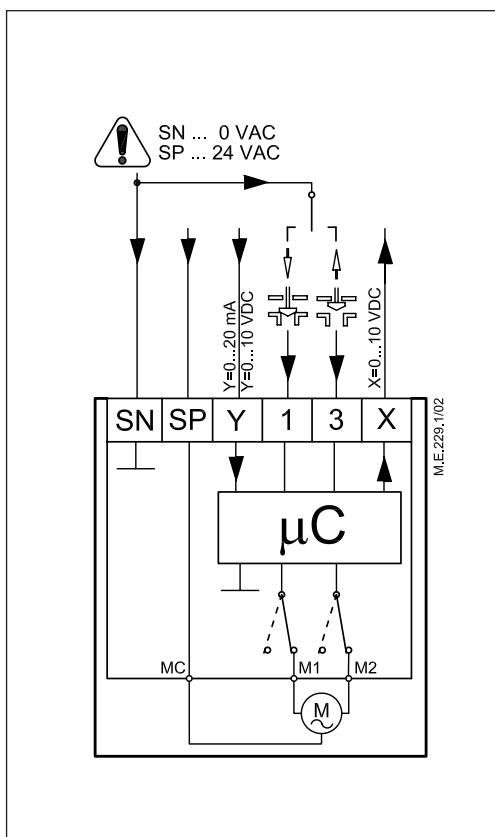 SN ... 0 VAC
SP ... 24 VAC
Y=0...20 mA
Y=0...10 VDC
X=0...10 VDC
SN SP Y 1 3 X
M.E.229.1/02
µC
MC M1 M2
M